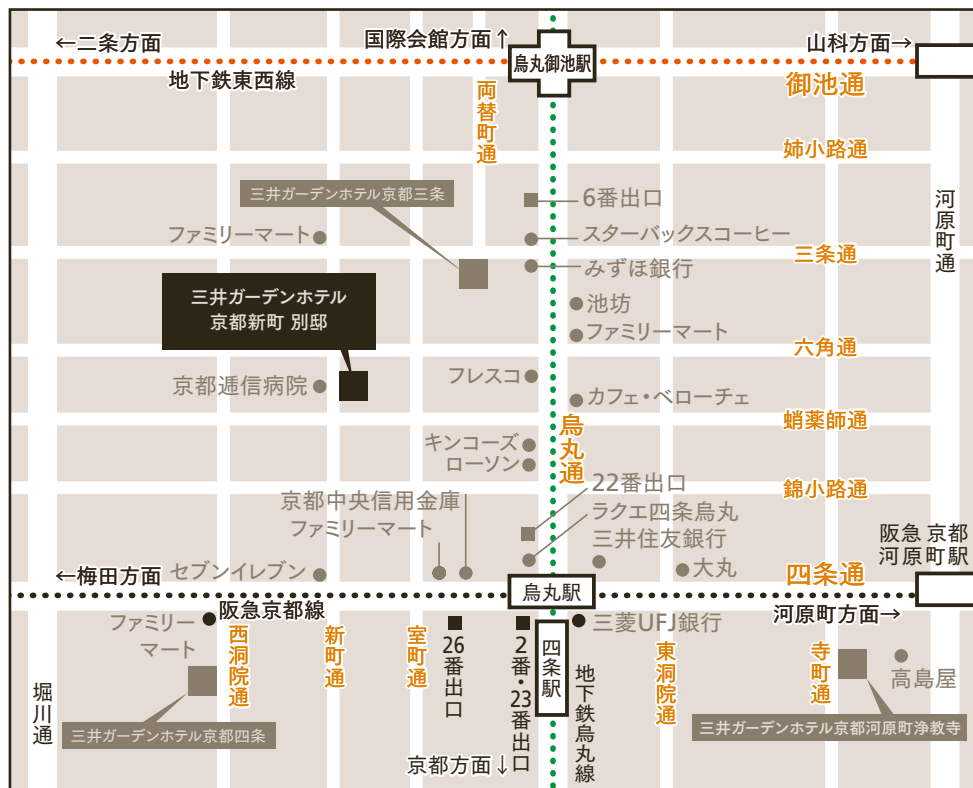 ←二条方面
国際会館方面↑
山科方面→
烏丸御池駅
地下鉄東西線
御池通
両替町通
姉小路通
三井ガーデンホテル京都三条
6番出口
河原町通
ファミリーマート
スターバックスコーヒー
三条通
みずほ銀行
三井ガーデンホテル
京都新町 別邸
池坊
ファミリーマート
六角通
京都逓信病院
フレスコ
カフェ・ベローチェ
烏丸通
蛸薬師通
キンコーズ
ローソン
22番出口
錦小路通
京都中央信用金庫
ラクエ四条烏丸
ファミリーマート
三井住友銀行
阪急 京都
河原町駅
←梅田方面
セブンイレブン
大丸
四条通
烏丸駅
阪急京都線
河原町方面→
ファミリー
マート
西洞院通
新町通
室町通
26番出口
2番・23番出口
四条駅
三菱UFJ銀行
地下鉄烏丸線
東洞院通
寺町通
高島屋
堀川通
三井ガーデンホテル京都四条
三井ガーデンホテル京都河原町浄教寺
京都方面↓